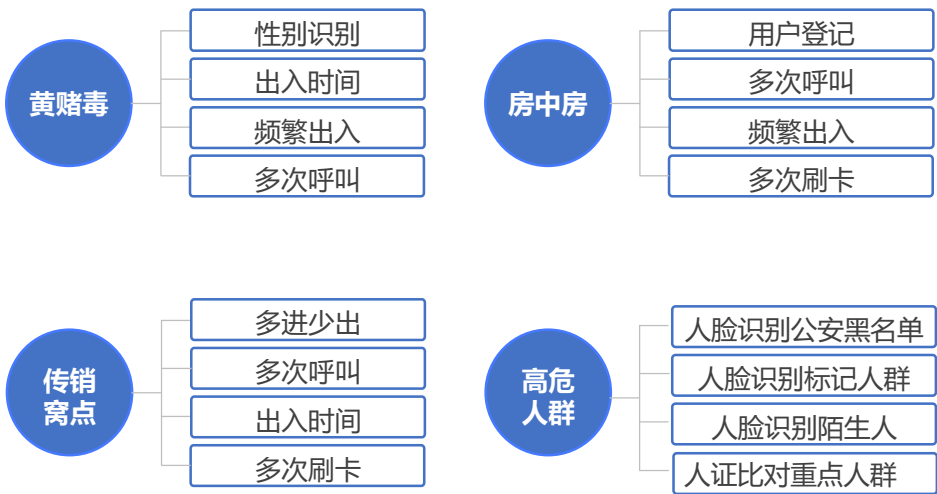 黄赌毒
性别识别
出入时间
频繁出入
多次呼叫
房中房
用户登记
多次呼叫
频繁出入
多次刷卡
传销
窝点
多进少出
多次呼叫
出入时间
多次刷卡
高危
人群
人脸识别公安黑名单
人脸识别标记人群
人脸识别陌生人
人证比对重点人群